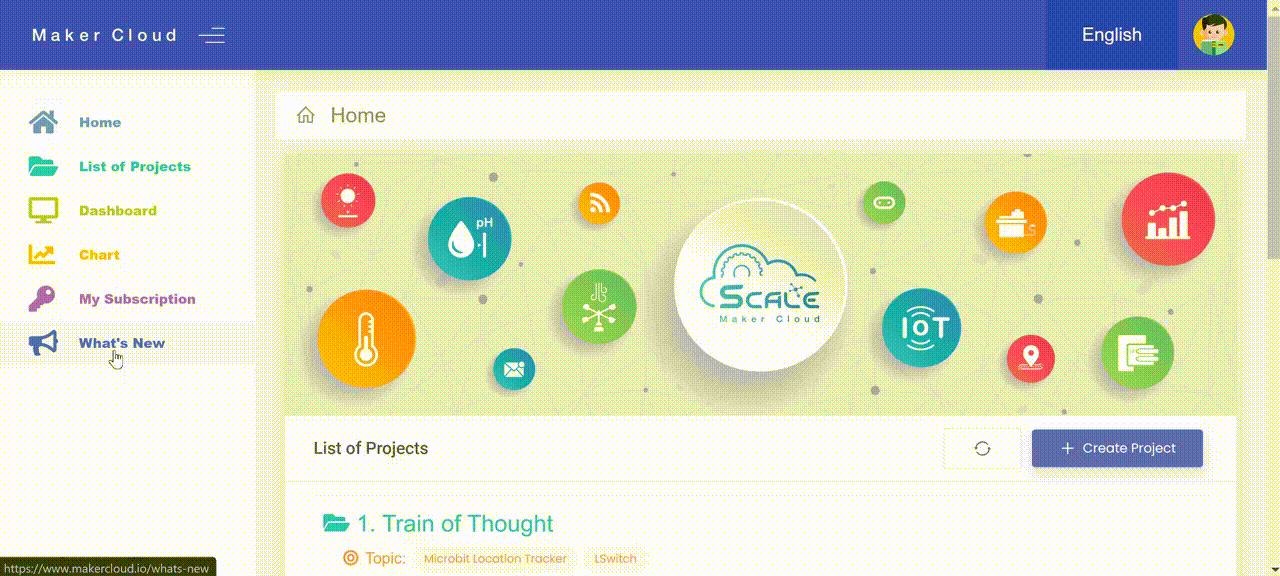 Maker Cloud
English
Home
List of Projects
Dashboard
Chart
My Subscription
What's New
Home
pH
SCALE
Maker Cloud
IOT
List of Projects
Create Project
1. Train of Thought
Topic: Microbit Location Tracker LSwitch
https://www.makercloud.io/whats-new